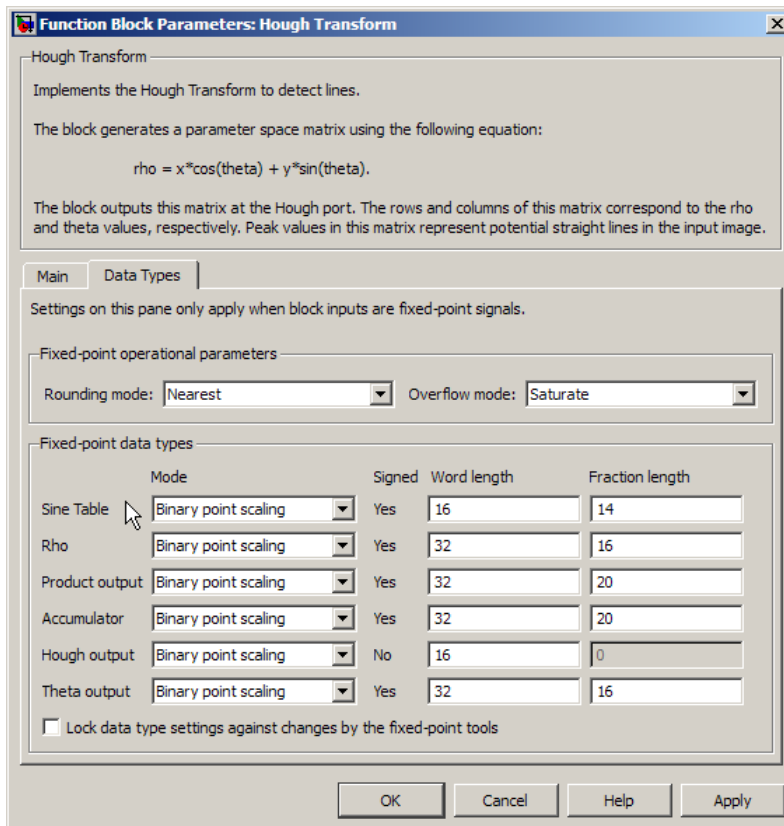 Function Block Parameters: Hough Transform
Hough Transform
Implements the Hough Transform to detect lines.
The block generates a parameter space matrix using the following equation:
rho = x*cos(theta) + y*sin(theta).
The block outputs this matrix at the Hough port. The rows and columns of this matrix correspond to the rho
and theta values, respectively. Peak values in this matrix represent potential straight lines in the input image.
Main Data Types
Settings on this pane only apply when block inputs are fixed-point signals.
Fixed-point operational parameters
Rounding mode: Nearest Overflow mode: Saturate
Fixed-point data types
Mode Signed Word length Fraction length
Sine Table Binary point scaling Yes 16 14
Rho Binary point scaling Yes 32 16
Product output Binary point scaling Yes 32 20
Accumulator Binary point scaling Yes 32 20
Hough output Binary point scaling No 16 0
Theta output Binary point scaling Yes 32 16
Lock data type settings against changes by the fixed-point tools
OK Cancel Help Apply